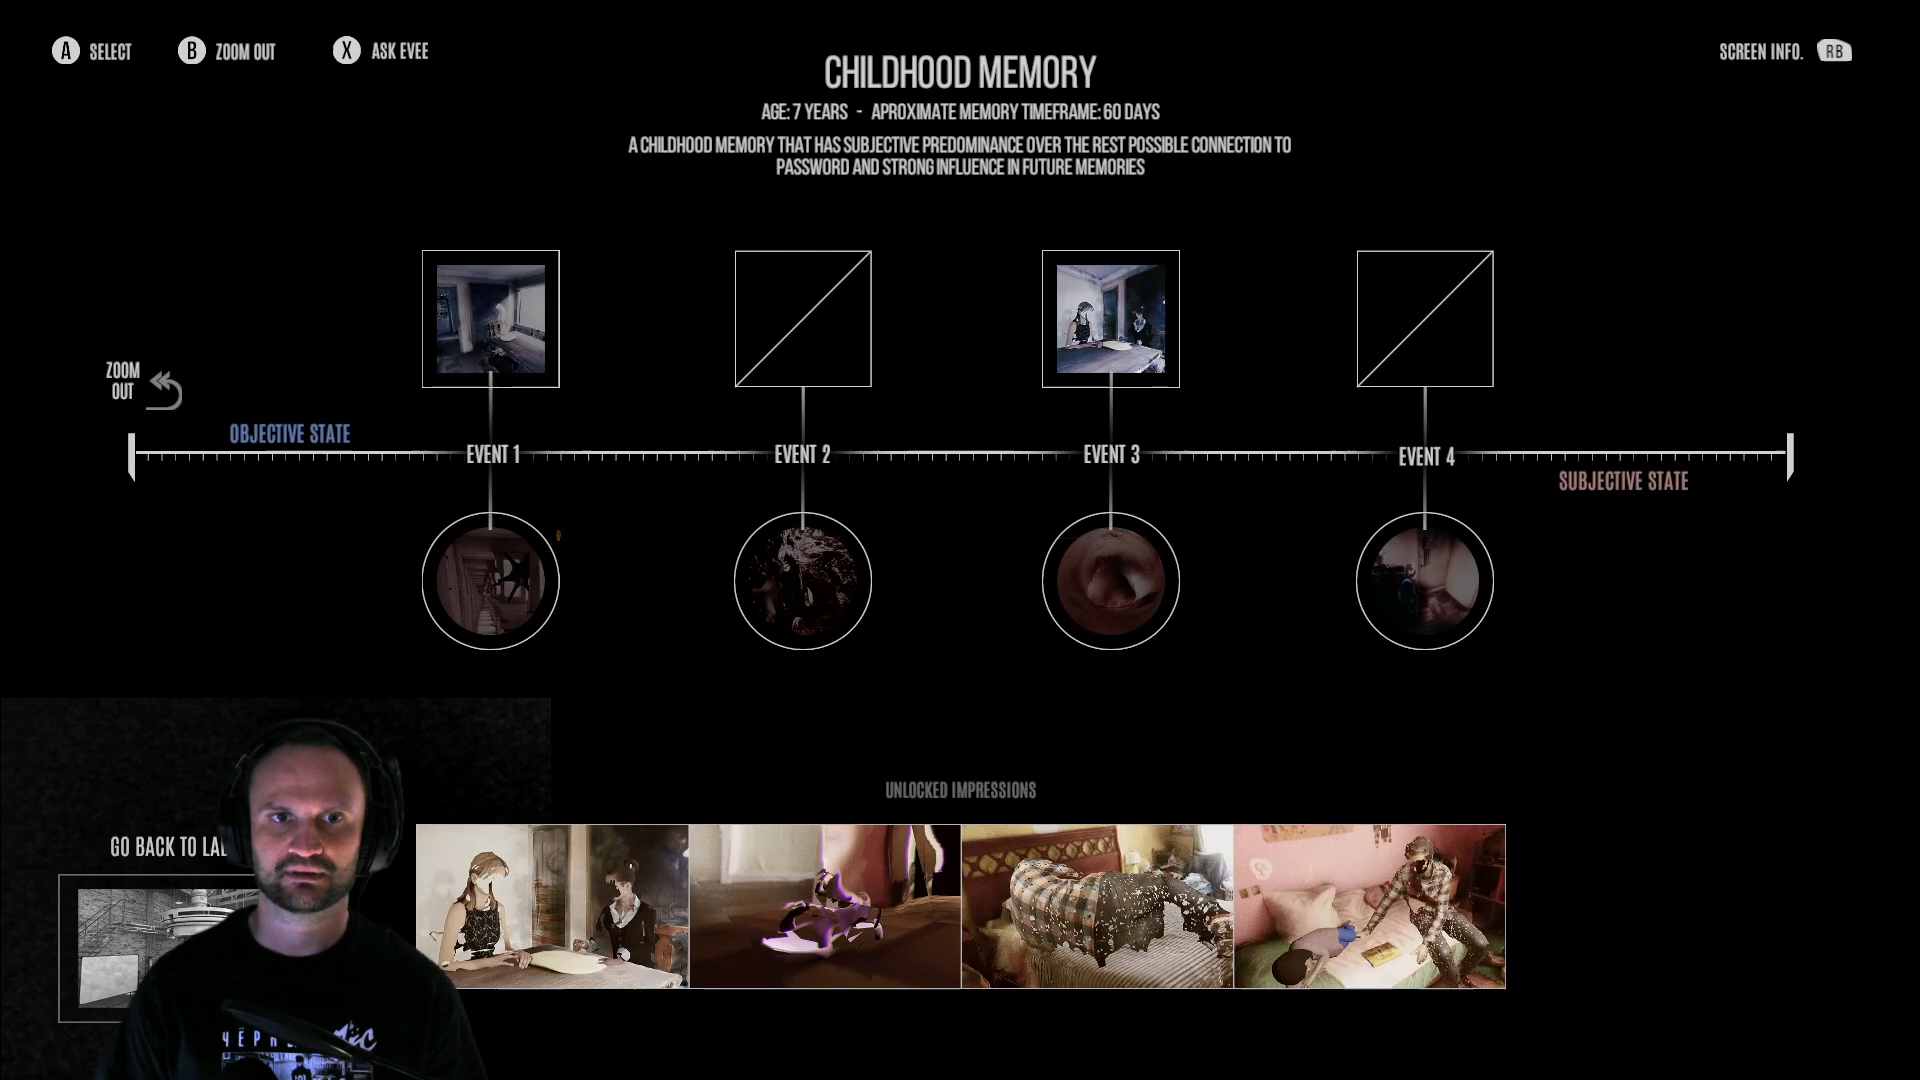 A SELECT
B ZOOM OUT
X ASK EVEE
SCREEN INFO. RB
CHILDHOOD MEMORY
AGE: 7 YEARS - APROXIMATE MEMORY TIMEFRAME: 60 DAYS
A CHILDHOOD MEMORY THAT HAS SUBJECTIVE PREDOMINANCE OVER THE REST POSSIBLE CONNECTION TO
PASSWORD AND STRONG INFLUENCE IN FUTURE MEMORIES
ZOOM
OUT
OBJECTIVE STATE
EVENT 1
EVENT 2
EVENT 3
EVENT 4
SUBJECTIVE STATE
UNLOCKED IMPRESSIONS
GO BACK TO